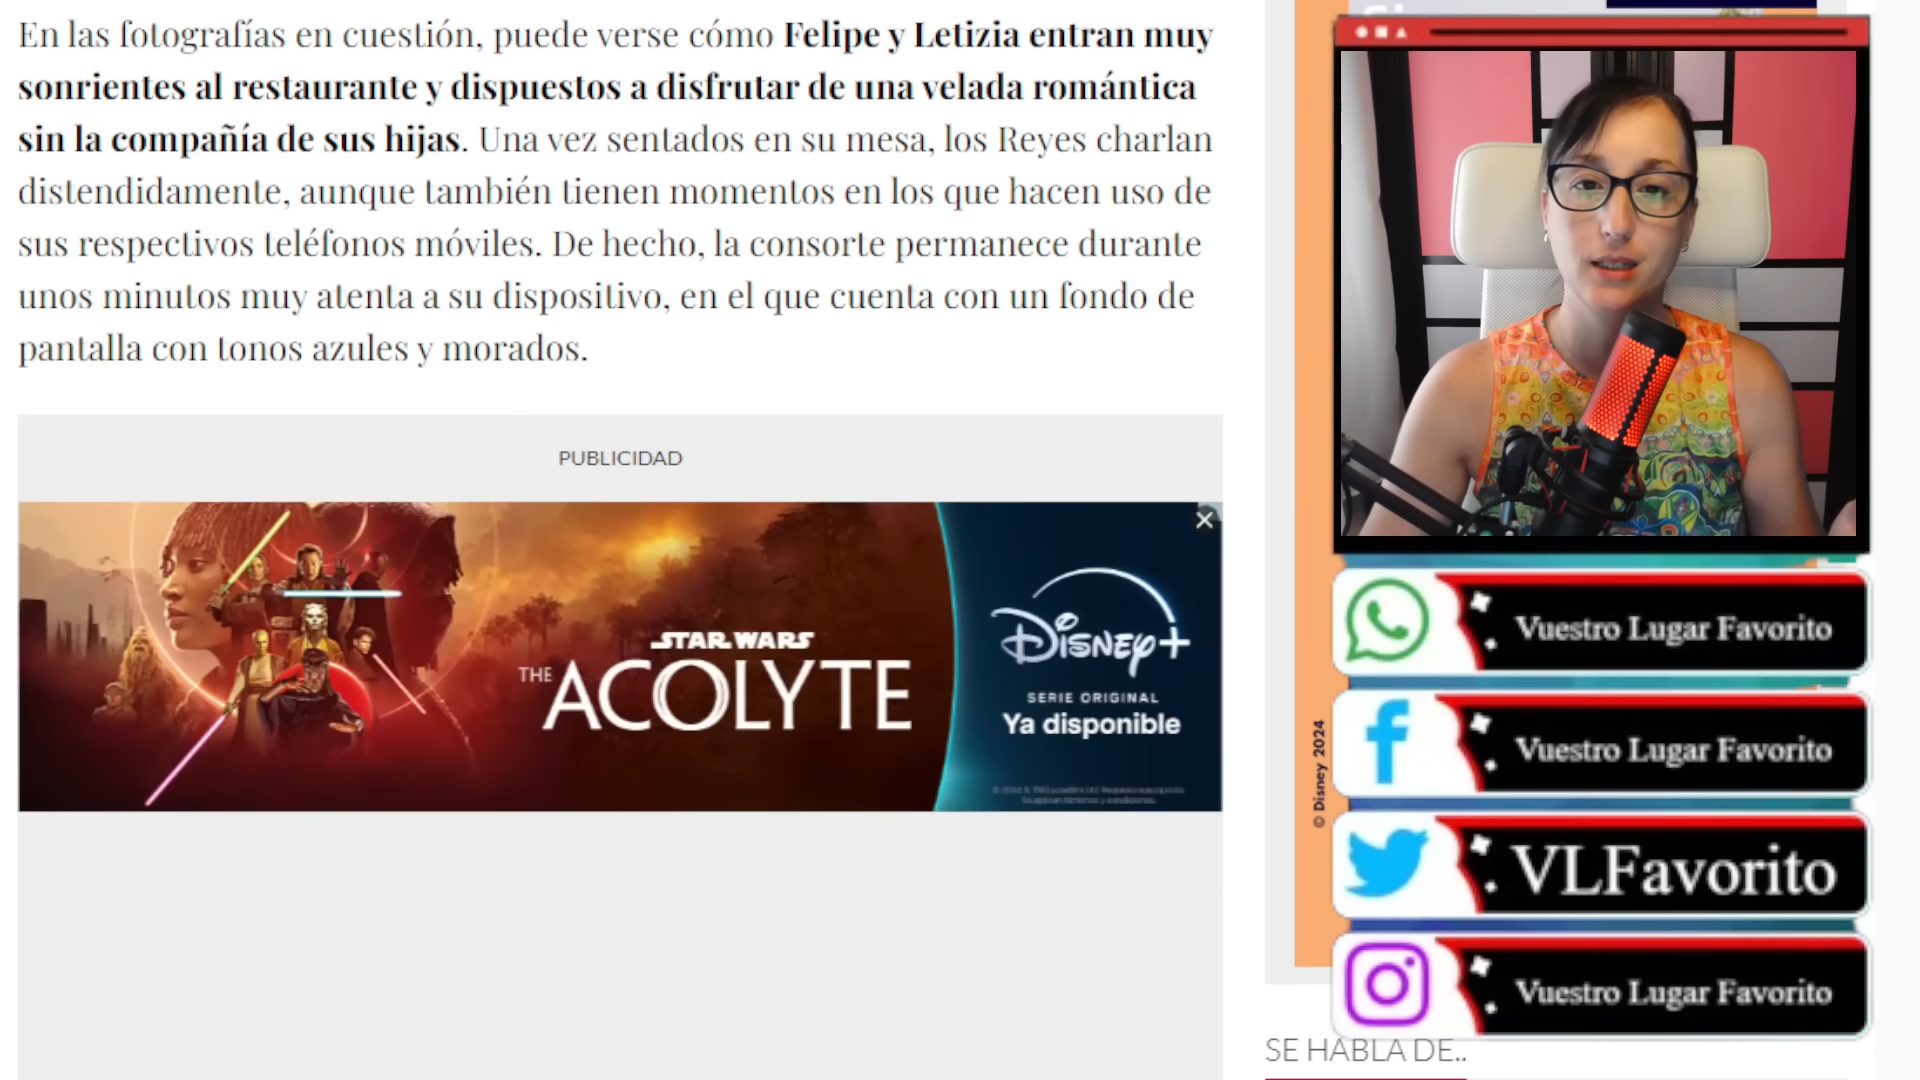 En las fotografías en cuestión, puede verse cómo Felipe y Letizia entran muy
sonrientes al restaurante y dispuestos a disfrutar de una velada romántica
sin la compañía de sus hijas. Una vez sentados en su mesa, los Reyes charlan
distendidamente, aunque también tienen momentos en los que hacen uso de
sus respectivos teléfonos móviles. De hecho, la consorte permanece durante
unos minutos muy atenta a su dispositivo, en el que cuenta con un fondo de
pantalla con tonos azules y morados.
PUBLICIDAD
STAR WARS
THE ACOLYTE
Disney+
SERIE ORIGINAL
Ya disponible
© Disney 2024
Vuestro Lugar Favorito
Vuestro Lugar Favorito
VLFavorito
Vuestro Lugar Favorito
SE HABLA DE..